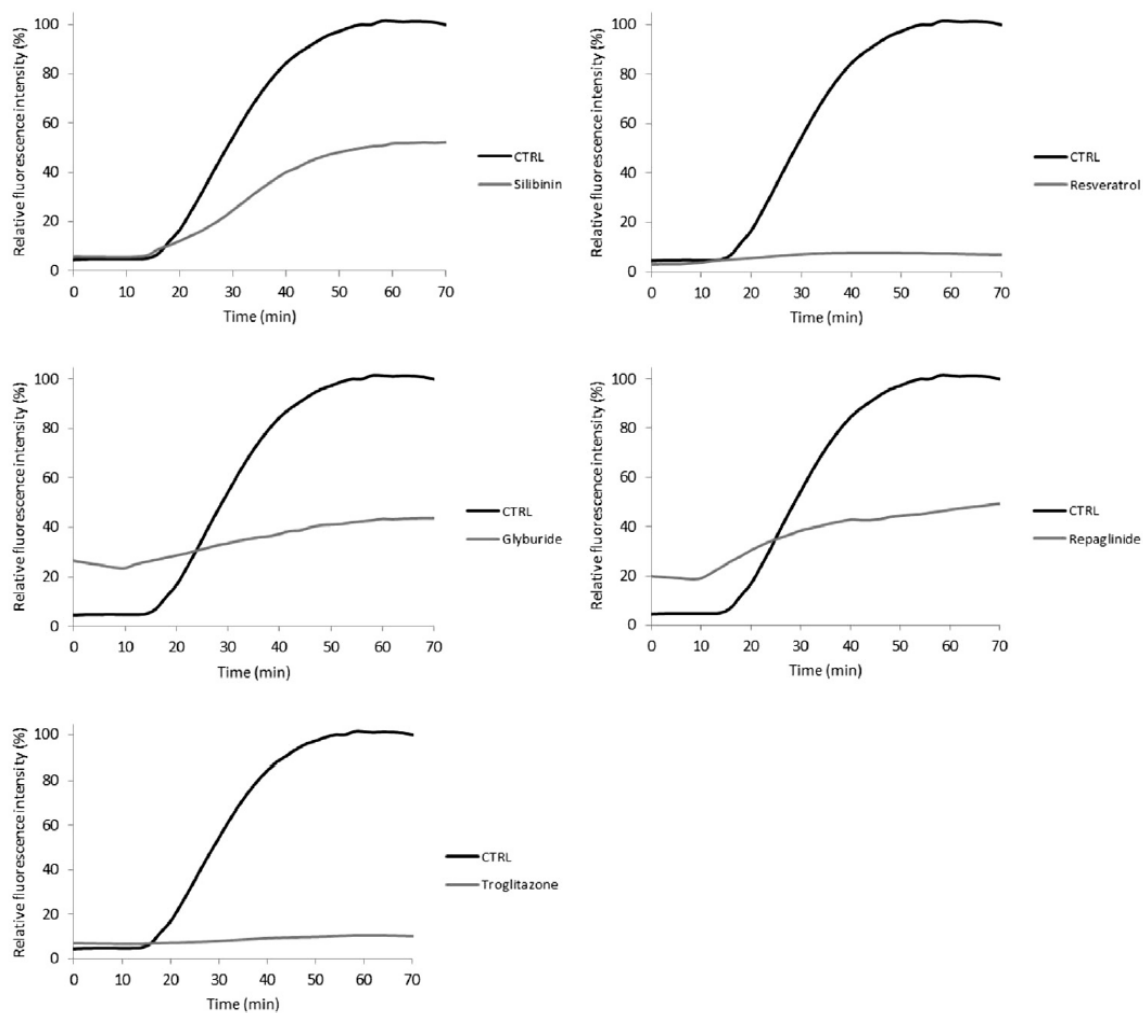 Relative fluorescence intensity (%)
100
80
60
40
20
0
0 10 20 30 40 50 60 70
Time (min)
CTRL
Silibinin
Relative fluorescence intensity (%)
100
80
60
40
20
0
0 10 20 30 40 50 60 70
Time (min)
CTRL
Resveratrol
Relative fluorescence intensity (%)
100
80
60
40
20
0
0 10 20 30 40 50 60 70
Time (min)
CTRL
Glyburide
Relative fluorescence intensity (%)
100
80
60
40
20
0
0 10 20 30 40 50 60 70
Time (min)
CTRL
Repaglinide
Relative fluorescence intensity (%)
100
80
60
40
20
0
0 10 20 30 40 50 60 70
Time (min)
CTRL
Troglitazone